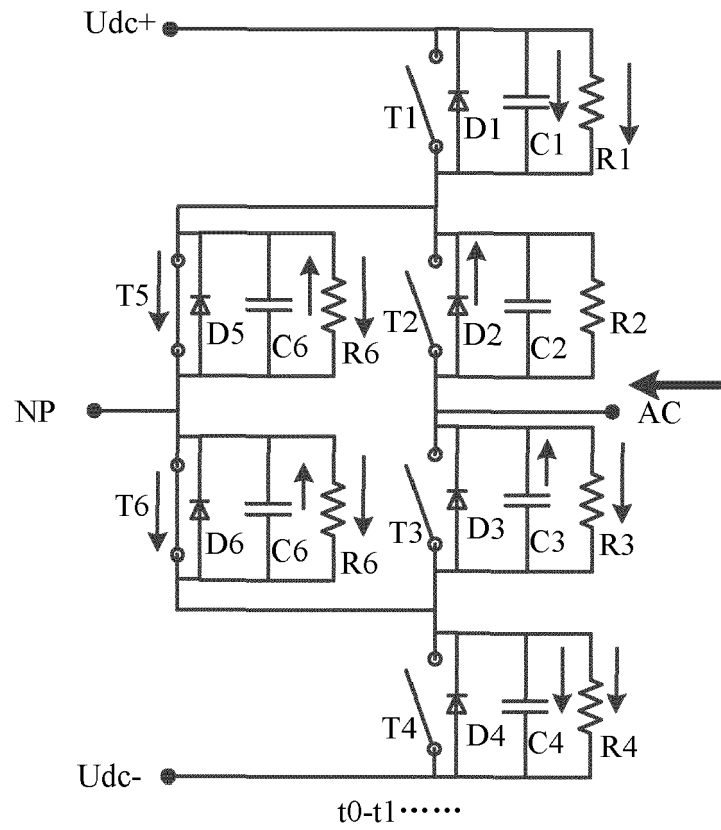 Udc+
T1
D1
C1
R1
T5
D5
C6
R6
T2
D2
C2
R2
NP
AC
T6
D6
C6
R6
T3
D3
C3
R3
T4
D4
C4
R4
Udc-
t0-t1······